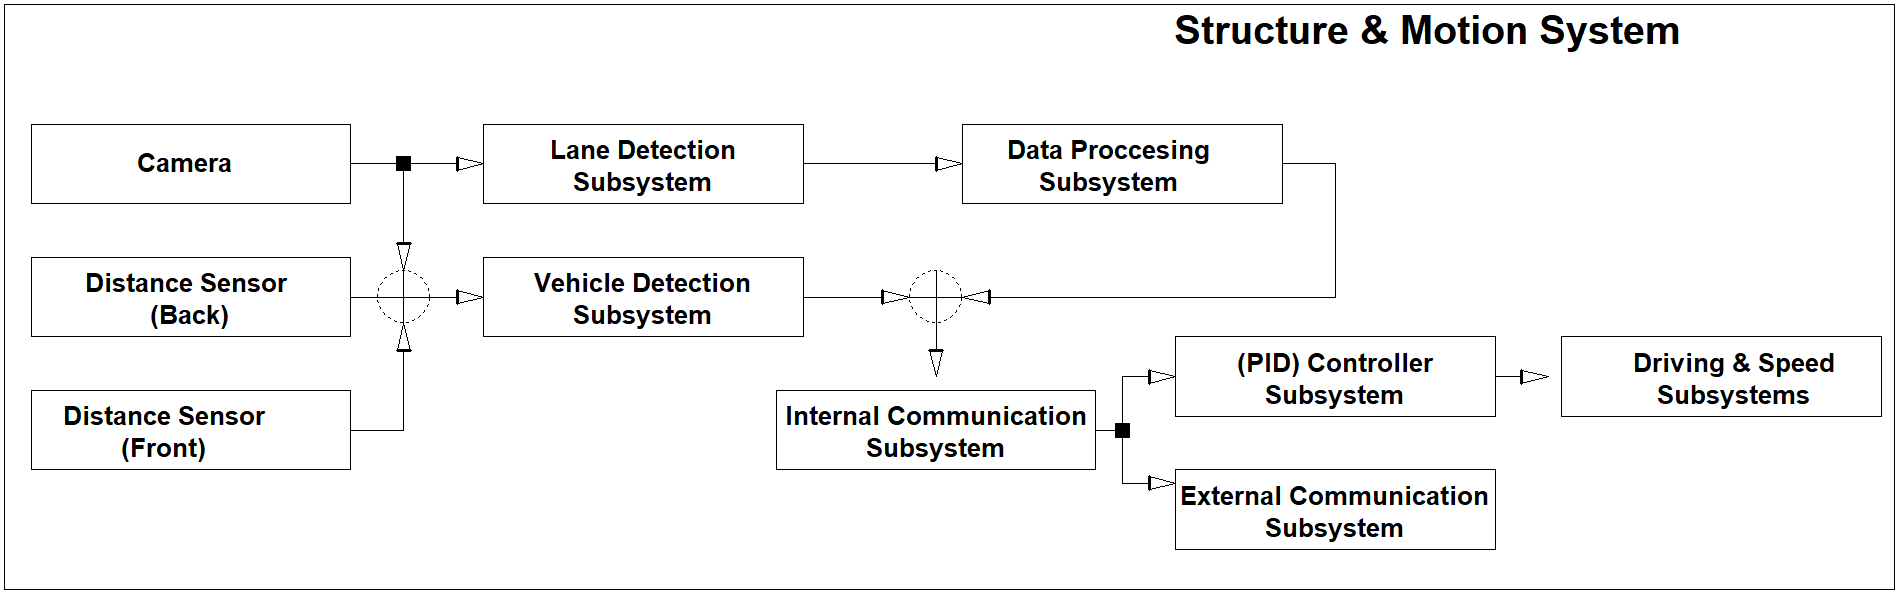 Structure & Motion System
Camera
Lane Detection
Subsystem
Data Proccesing
Subsystem
Distance Sensor
(Back)
Vehicle Detection
Subsystem
Distance Sensor
(Front)
Internal Communication
Subsystem
(PID) Controller
Subsystem
Driving & Speed
Subsystems
External Communication
Subsystem